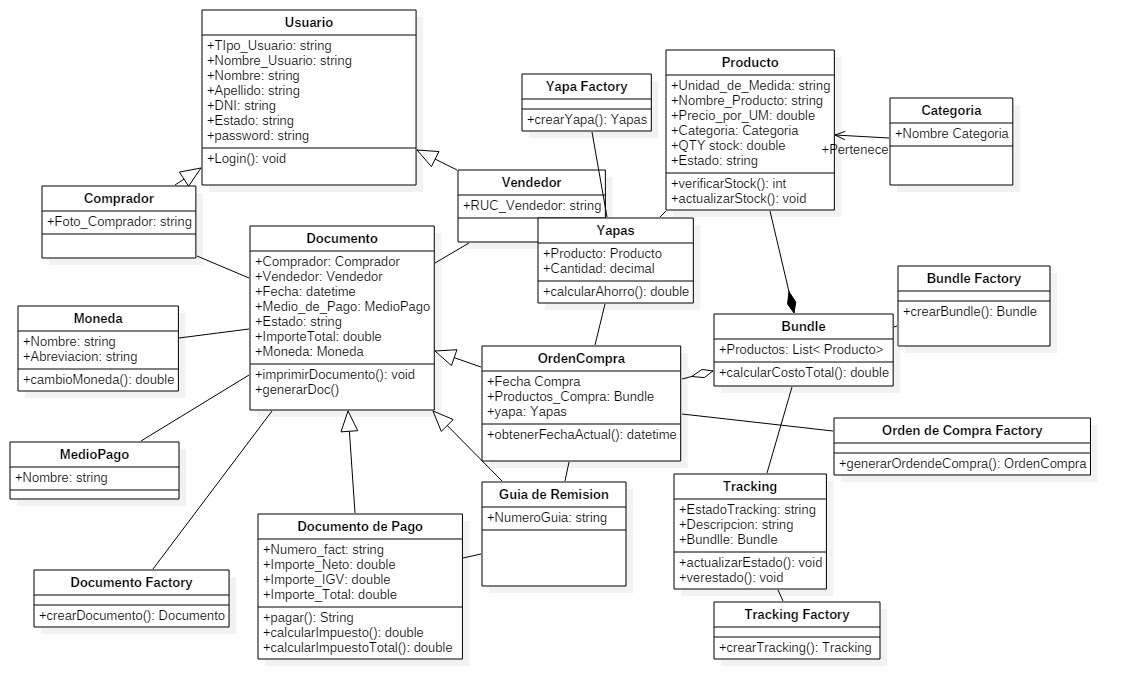 Usuario
+TIpo_Usuario: string
+Nombre_Usuario: string
+Nombre: string
+Apellido: string
+DNI: string
+Estado: string
+password: string
+Login(): void
Yapa Factory
+crearYapa(): Yapas
Producto
+Unidad_de_Medida: string
+Nombre_Producto: string
+Precio_por_UM: double
+Categoria: Categoria
+QTY stock: double
+Estado: string
+verificarStock(): int
+actualizarStock(): void
Categoria
+Nombre Categoria
+Pertenece
Comprador
+Foto_Comprador: string
Vendedor
+RUC_Vendedor: string
Documento
+Comprador: Comprador
+Vendedor: Vendedor
+Fecha: datetime
+Medio_de_Pago: MedioPago
+Estado: string
+ImporteTotal: double
+Moneda: Moneda
+imprimirDocumento(): void
+generarDoc()
Yapas
+Producto: Producto
+Cantidad: decimal
+calcularAhorro(): double
Bundle Factory
+crearBundle(): Bundle
Moneda
+Nombre: string
+Abreviacion: string
+cambioMoneda(): double
Bundle
+Productos: List< Producto>
+calcularCostoTotal(): double
OrdenCompra
+Fecha Compra
+Productos_Compra: Bundle
+yapa: Yapas
+obtenerFechaActual(): datetime
Orden de Compra Factory
+generarOrdendeCompra(): OrdenCompra
MedioPago
+Nombre: string
Guia de Remision
+NumeroGuia: string
Tracking
+EstadoTracking: string
+Descripcion: string
+Bundlle: Bundle
+actualizarEstado(): void
+verestado(): void
Documento de Pago
+Numero_fact: string
+Importe_Neto: double
+Importe_IGV: double
+Importe_Total: double
+pagar(): String
+calcularImpuesto(): double
+calcularImpuestoTotal(): double
Documento Factory
+crearDocumento(): Documento
Tracking Factory
+crearTracking(): Tracking